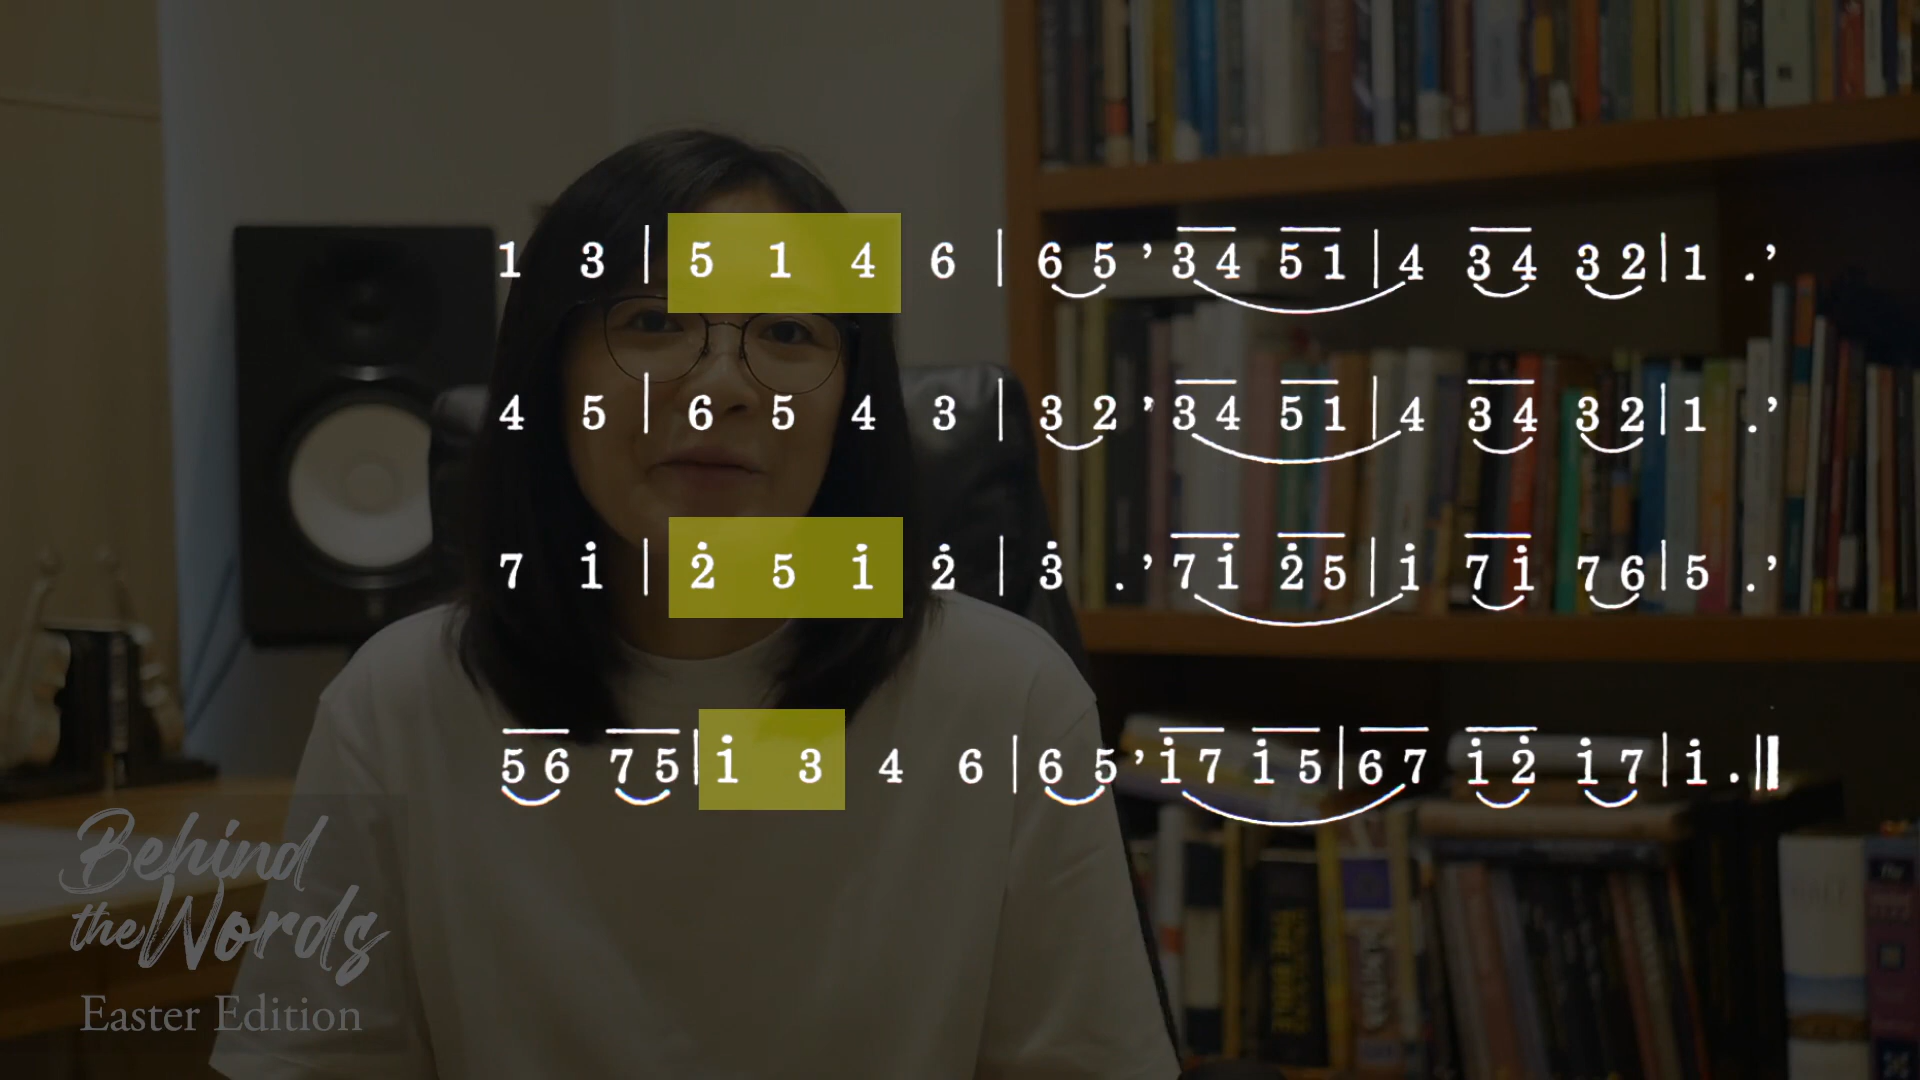 1 3 | 5 1 4 6 | 6 5 ’ 3 4 5 1 | 4 3 4 3 2 | 1 . ’
4 5 | 6 5 4 3 | 3 2 ’ 3 4 5 1 | 4 3 4 3 2 | 1 . ’
7 i̇ | 2̇ 5 i̇ 2̇ | 3̇ . ’ 7 i̇ 2̇ 5 | i̇ 7 i̇ 7 6 | 5 . ’
5 6 7 5 | i̇ 3 4 6 | 6 5 ’ i̇ 7 i̇ 5 | 6 7 i̇ 2̇ i̇ 7 | i̇ . ||
Behind
the Words
Easter Edition